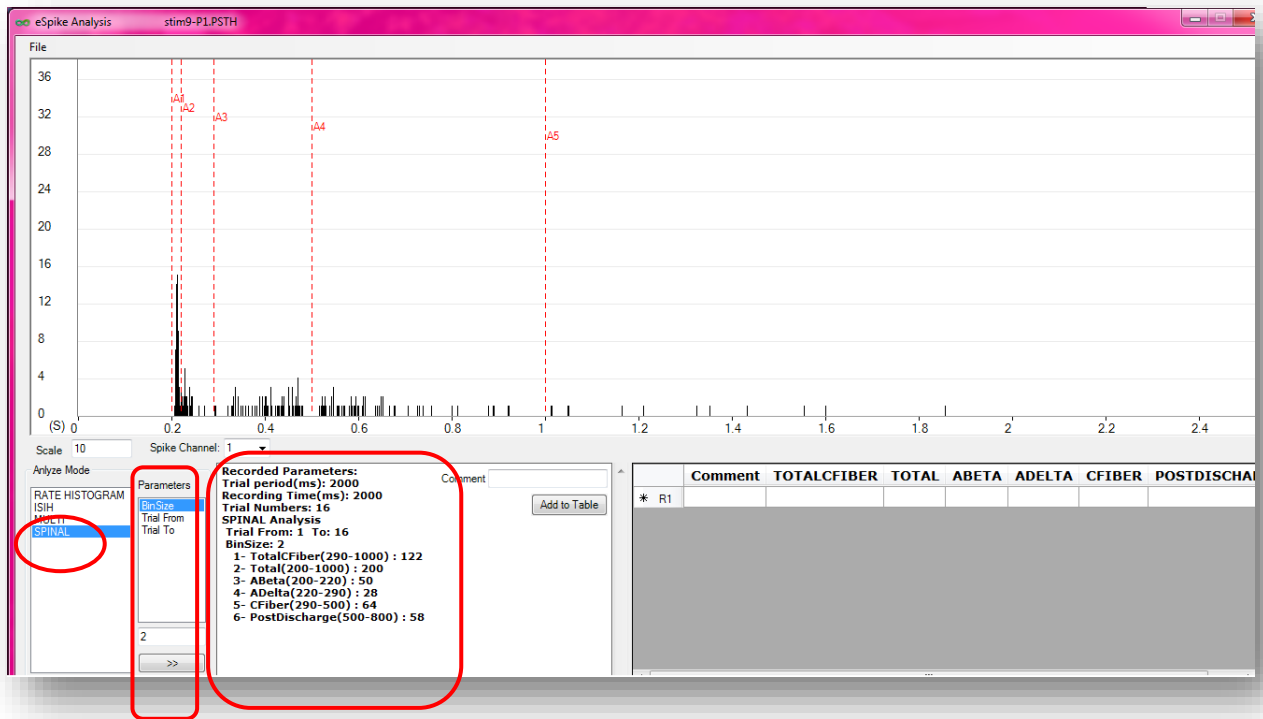 eSpike Analysis stim9-P1.PSTH
File
36
32
28
24
20
16
12
8
4
0
A1
A2
A3
A4
A5
(S) 0 0.2 0.4 0.6 0.8 1 1.2 1.4 1.6 1.8 2 2.2 2.4
Scale 10 Spike Channel: 1
Anlyze Mode
RATE HISTOGRAM
ISIH
MULTI
SPINAL
Parameters
BinSize
Trial From
Trial To
2
>>
Recorded Parameters:
Trial period(ms): 2000
Recording Time(ms): 2000
Trial Numbers: 16
SPINAL Analysis
Trial From: 1 To: 16
BinSize: 2
1- TotalCFiber(290-1000) : 122
2- Total(200-1000) : 200
3- ABeta(200-220) : 50
4- ADelta(220-290) : 28
5- CFiber(290-500) : 64
6- PostDischarge(500-800) : 58
Comment
Add to Table
Comment TOTALCFIBER TOTAL ABETA ADELTA CFIBER POSTDISCHA
* R1